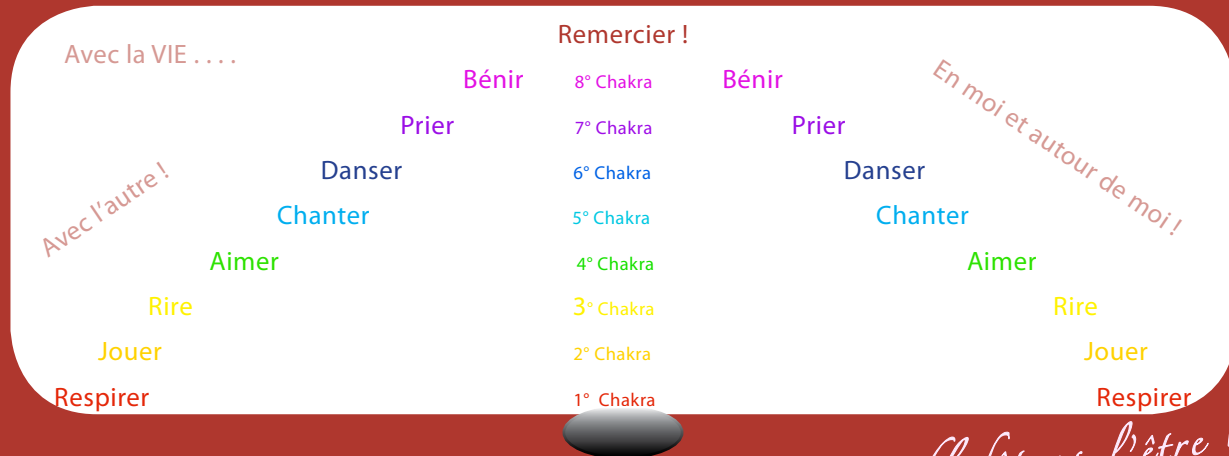 Remercier !
Avec la VIE . . . .
Bénir 8° Chakra Bénir
En moi et autour de moi !
Prier 7° Chakra Prier
Avec l'autre !
Danser 6° Chakra Danser
Chanter 5° Chakra Chanter
Aimer 4° Chakra Aimer
Rire 3° Chakra Rire
Jouer 2° Chakra Jouer
Respirer 1° Chakra Respirer
l'être